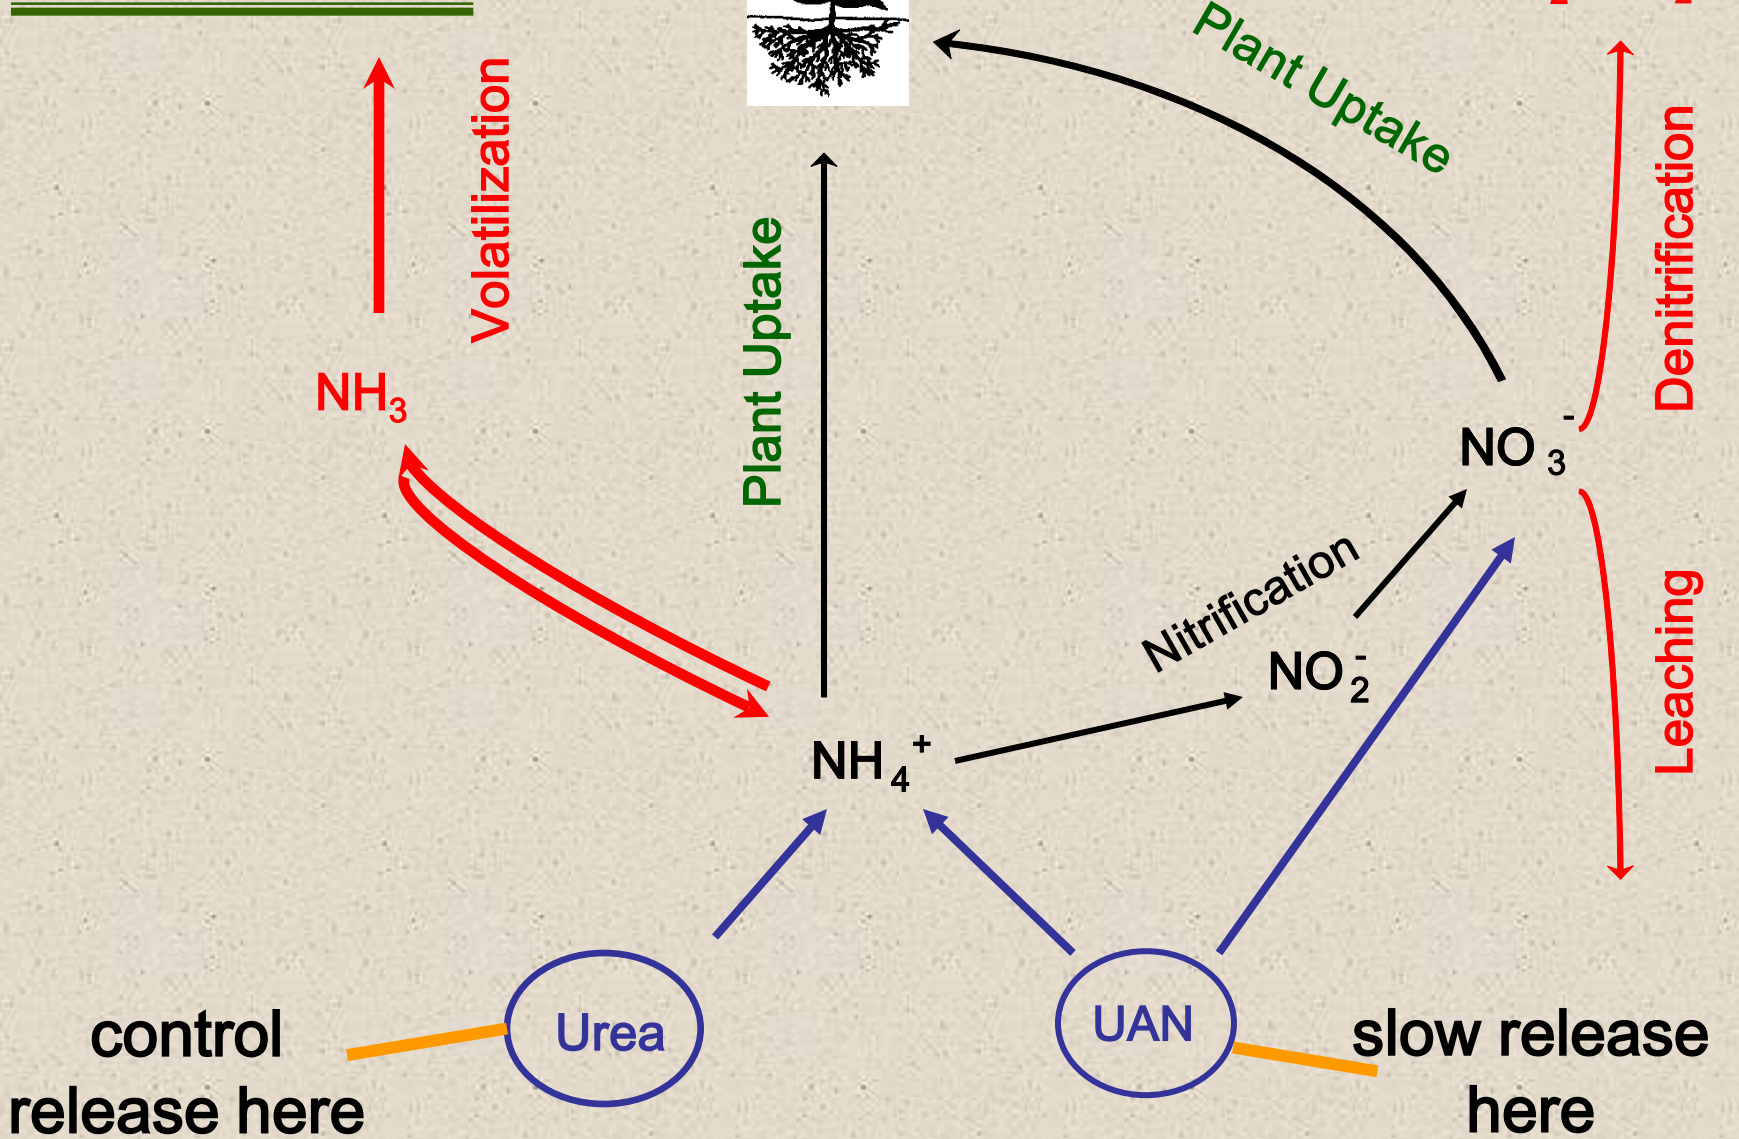 Plant Uptake
Volatilization
Denitrification
Plant Uptake
NH3
NO3-
Nitrification
Leaching
NO2-
NH4+
Urea
UAN
control
release here
slow release
here